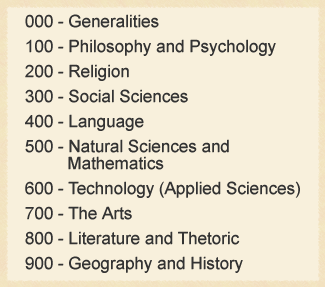 000 - Generalities
100 - Philosophy and Psychology
200 - Religion
300 - Social Sciences
400 - Language
500 - Natural Sciences and
Mathematics
600 - Technology (Applied Sciences)
700 - The Arts
800 - Literature and Thetoric
900 - Geography and History